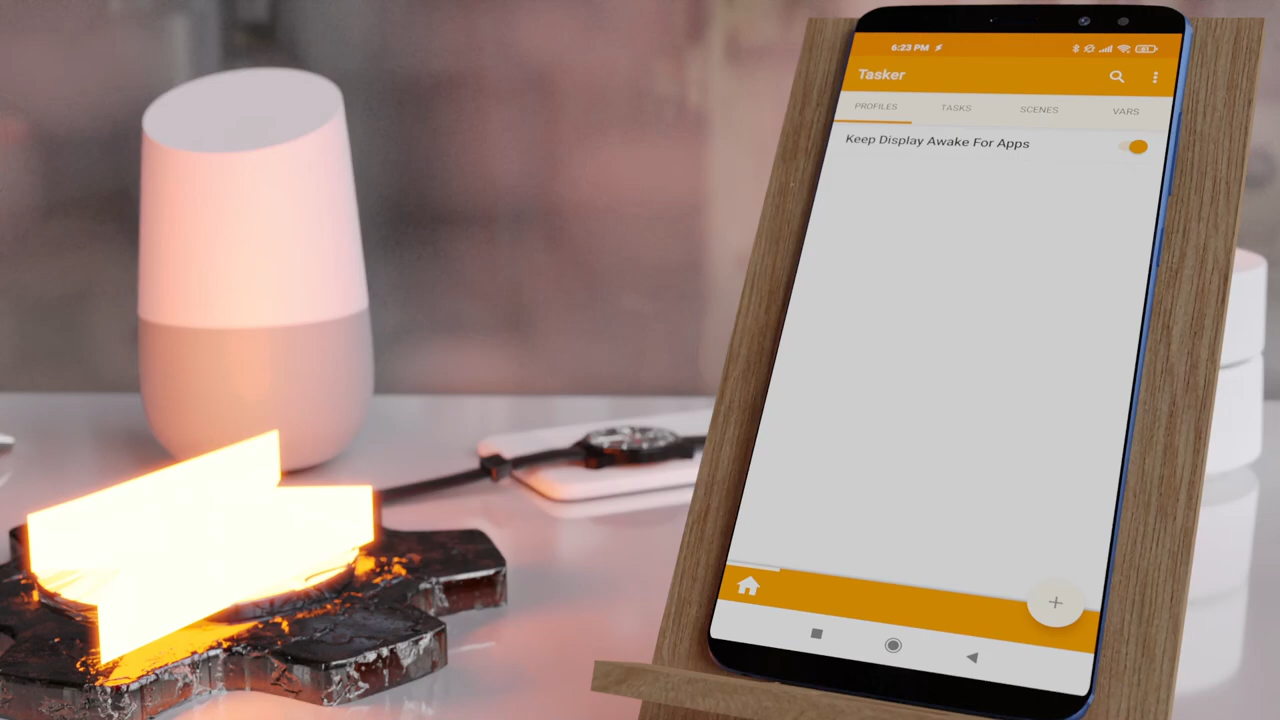 6:23 PM
Tasker
PROFILES TASKS SCENES VARS
Keep Display Awake For Apps